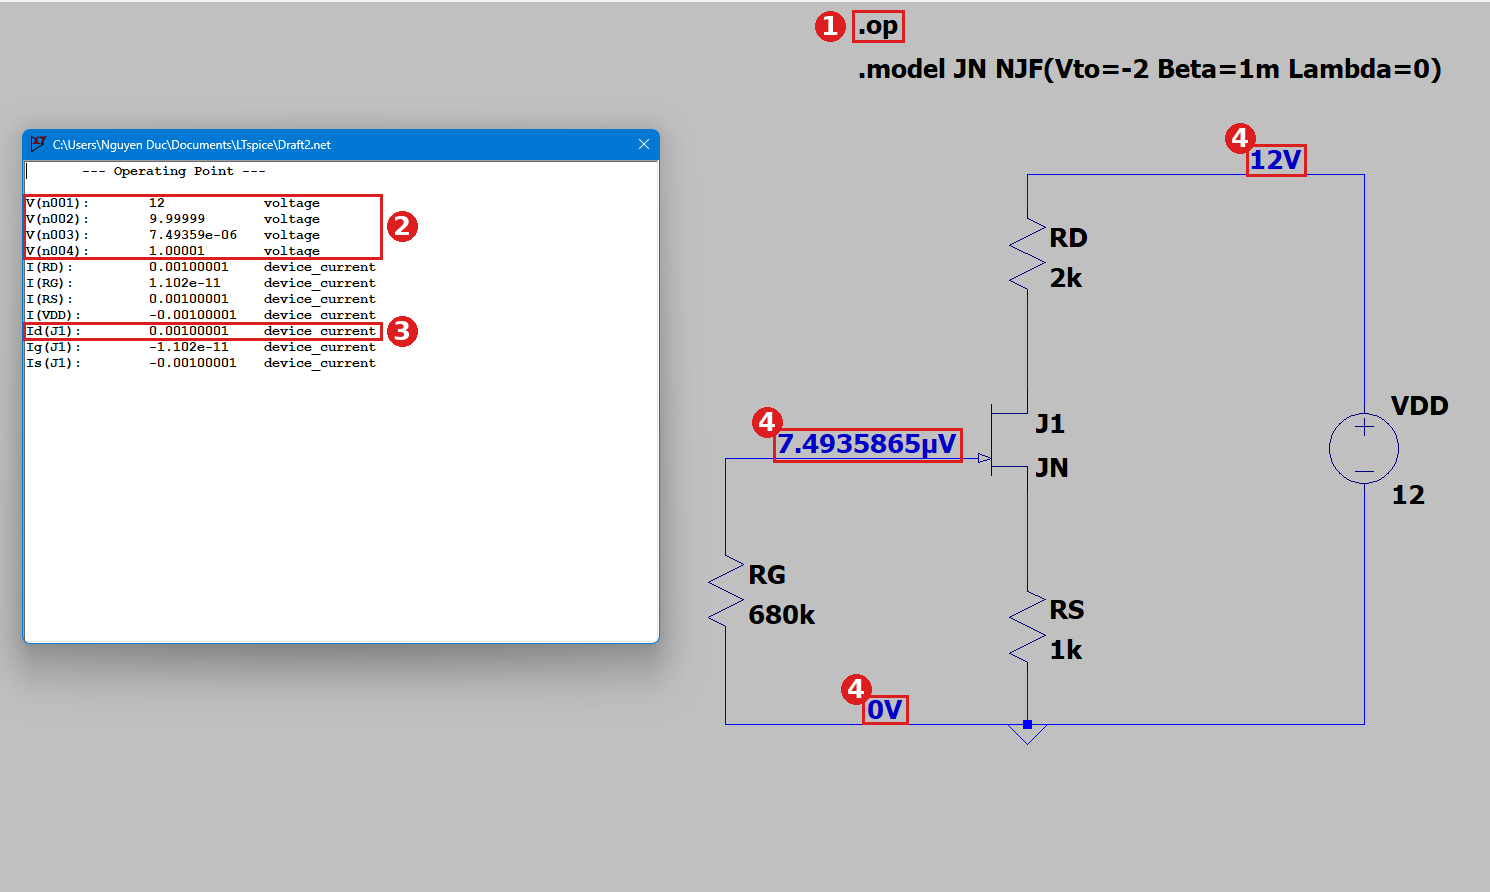 1 .op
.model JN NJF(Vto=-2 Beta=1m Lambda=0)
C:\Users\Nguyen Duc\Documents\LTspice\Draft2.net
--- Operating Point ---
V(n001): 12 voltage
V(n002): 9.99999 voltage
V(n003): 7.49359e-06 voltage
V(n004): 1.00001 voltage
2
I(RD): 0.00100001 device_current
I(RG): 1.102e-11 device_current
I(RS): 0.00100001 device_current
I(VDD): -0.00100001 device_current
Id(J1): 0.00100001 device_current
3
Ig(J1): -1.102e-11 device_current
Is(J1): -0.00100001 device_current
4
12V
RD
2k
4
7.4935865µV
J1
JN
VDD
12
RG
680k
RS
1k
4
0V